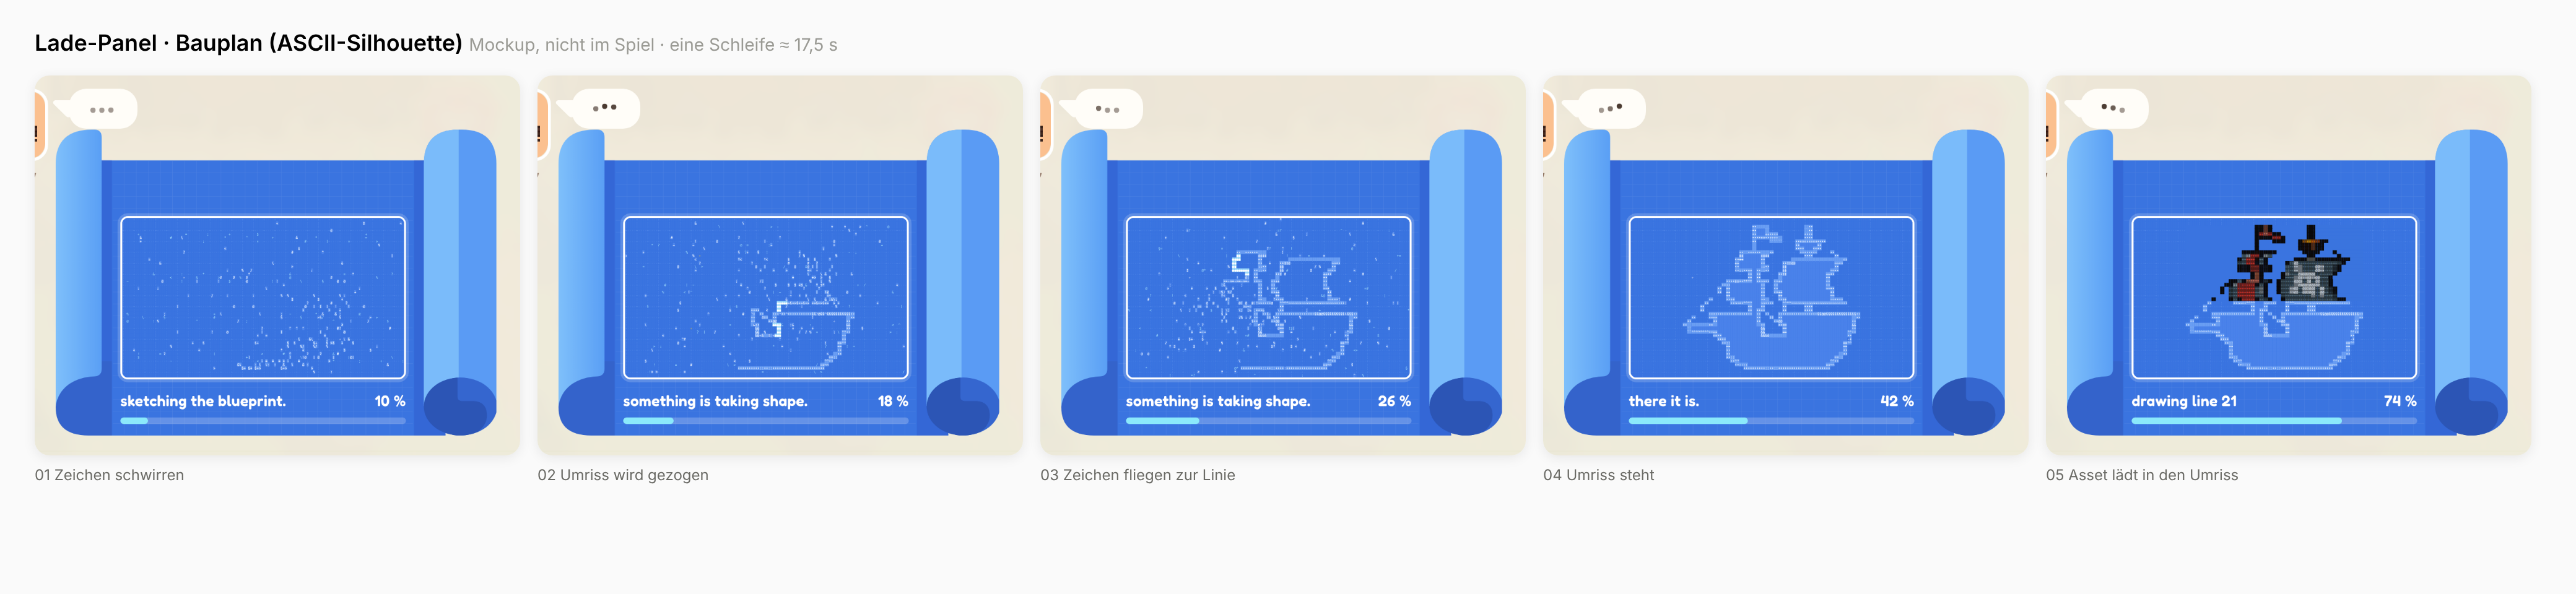 Lade-Panel · Bauplan (ASCII-Silhouette) Mockup, nicht im Spiel · eine Schleife ≈ 17,5 s
!
sketching the blueprint. 10 %
01 Zeichen schwirren
!
something is taking shape. 18 %
02 Umriss wird gezogen
!
something is taking shape. 26 %
03 Zeichen fliegen zur Linie
!
there it is. 42 %
04 Umriss steht
!
drawing line 21 74 %
05 Asset lädt in den Umriss